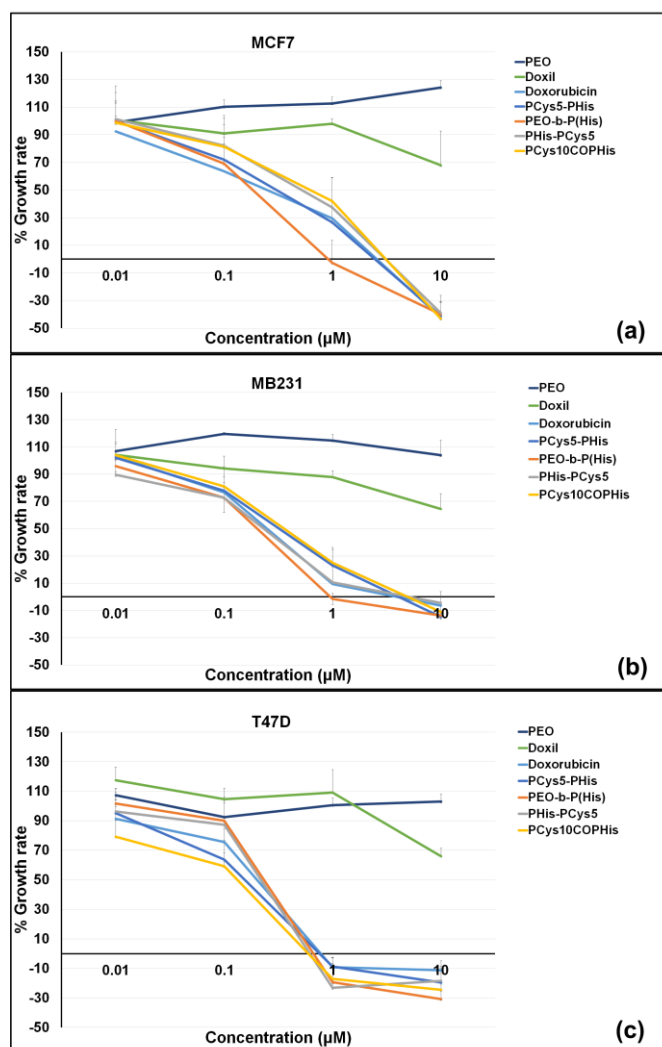 MCF7
150
130
110
90
70
50
30
10
-10
-30
-50
% Growth rate
0.01 0.1 1 10
Concentration (µM)
PEO
Doxil
Doxorubicin
PCys5-PHis
PEO-b-P(His)
PHis-PCys5
PCys10COPHis
(a)
MB231
150
130
110
90
70
50
30
10
-10
-30
-50
% Growth rate
0.01 0.1 1 10
Concentration (µM)
PEO
Doxil
Doxorubicin
PCys5-PHis
PEO-b-P(His)
PHis-PCys5
PCys10COPHis
(b)
T47D
150
130
110
90
70
50
30
10
-10
-30
-50
% Growth rate
0.01 0.1 1 10
Concentration (µM)
PEO
Doxil
Doxorubicin
PCys5-PHis
PEO-b-P(His)
PHis-PCys5
PCys10COPHis
(c)